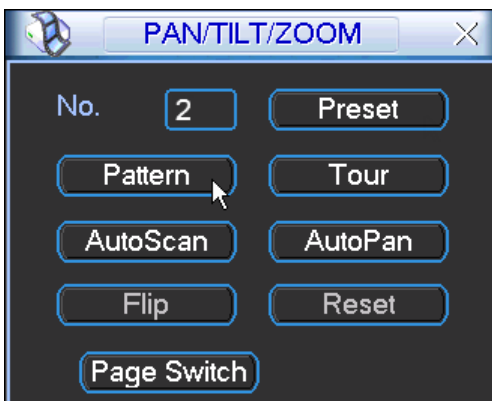 PAN/TILT/ZOOM
No. 2 Preset
Pattern Tour
AutoScan AutoPan
Flip Reset
Page Switch